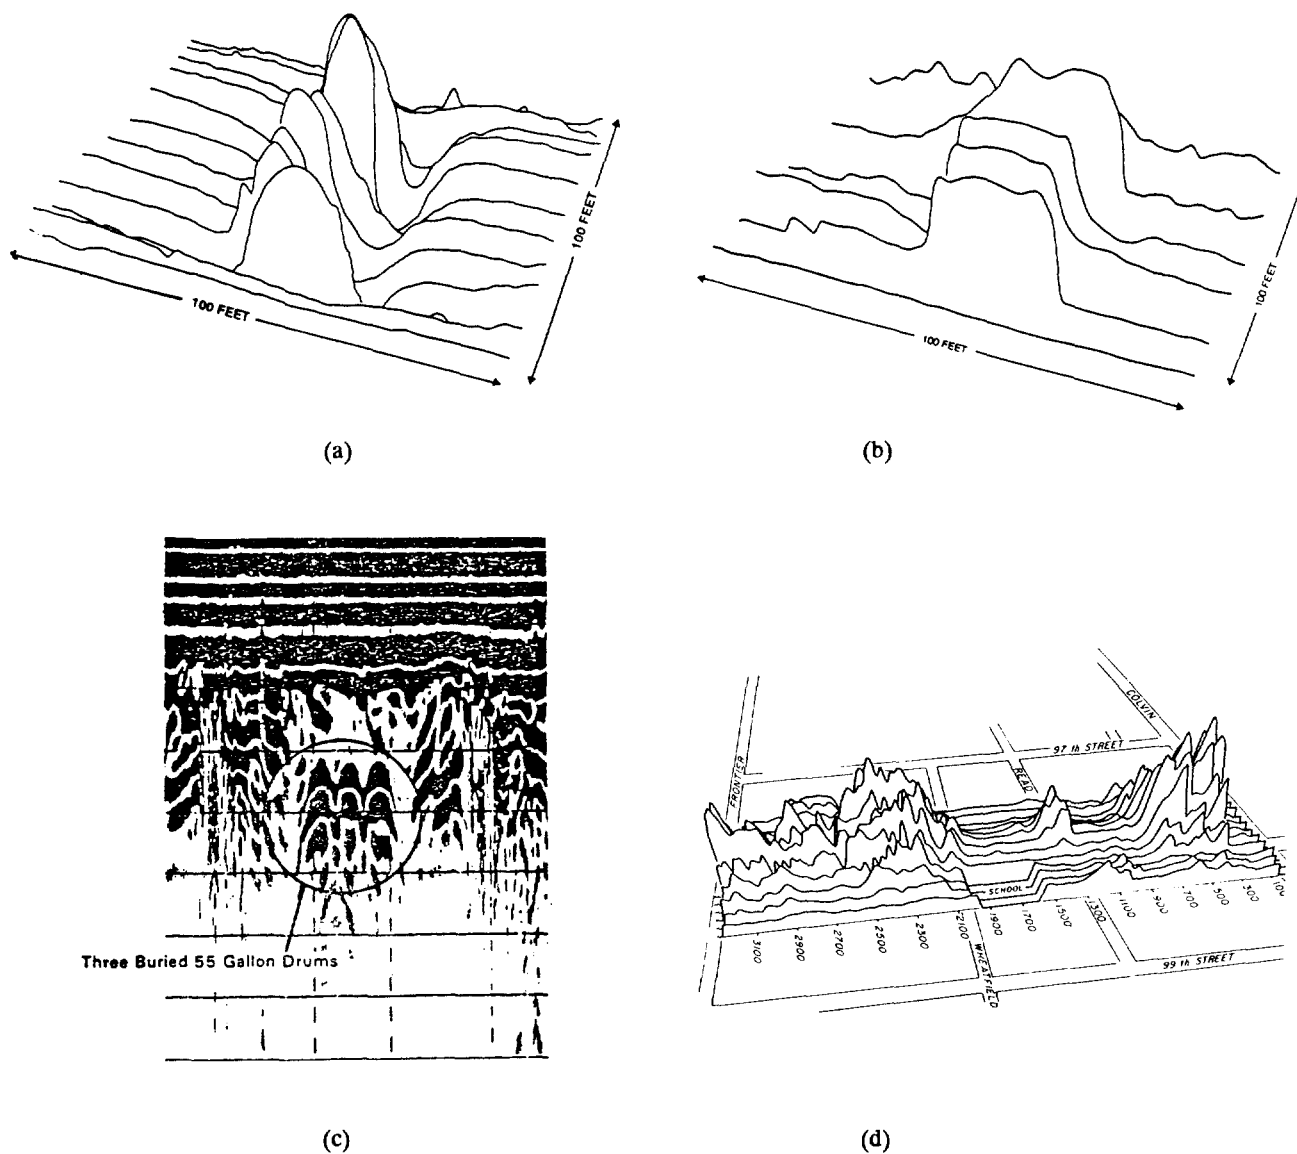 100 FEET
100 FEET
(a)
100 FEET
100 FEET
(b)
Three Buried 55 Gallon Drums
(c)
COLVIN
97 th STREET
FRONTIER
READ
SCHOOL
3100
2900
2700
2500
2300
2100
1900
1700
1500
1300
1100
900
700
500
300
WHEATFIELD
99 th STREET
(d)